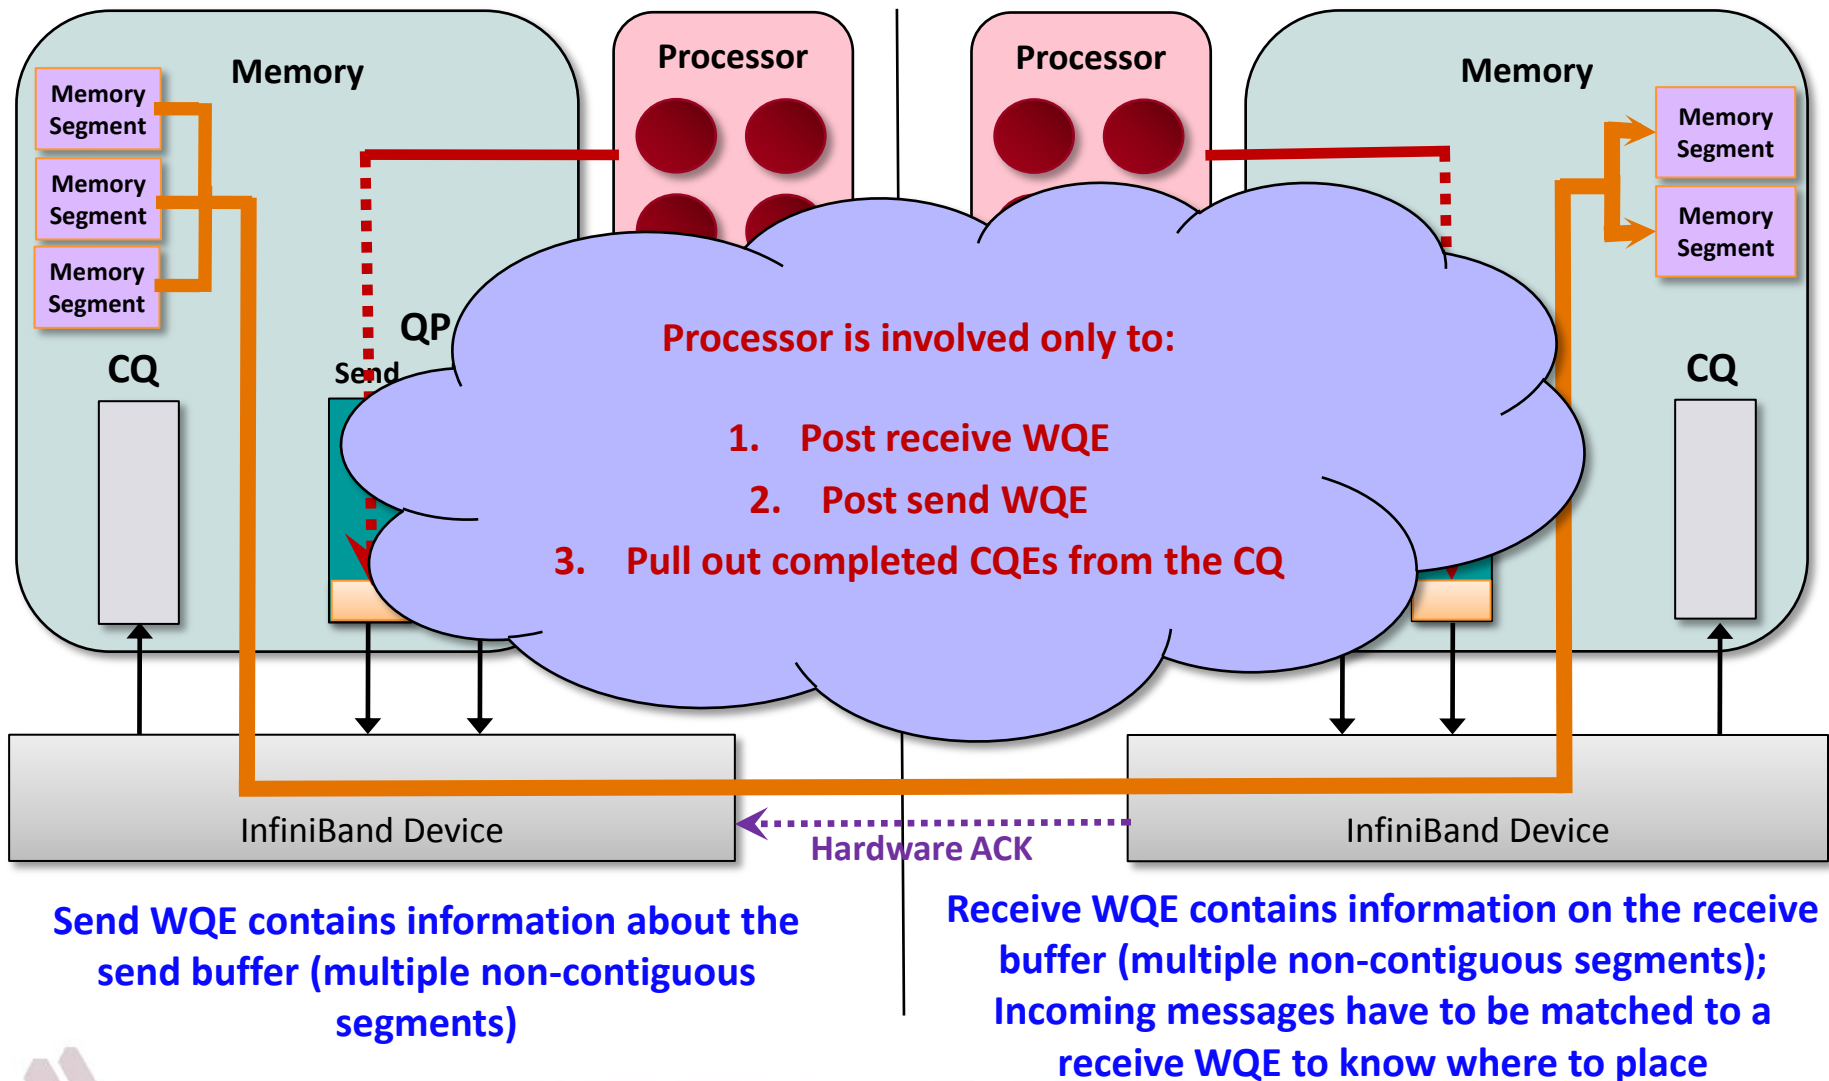 Memory
Processor
Processor
Memory
Memory
Segment
Memory
Segment
Memory
Segment
Memory
Segment
Memory
Segment
QP
Send
CQ
CQ
Processor is involved only to:
1. Post receive WQE
2. Post send WQE
3. Pull out completed CQEs from the CQ
InfiniBand Device
InfiniBand Device
Hardware ACK
Send WQE contains information about the
send buffer (multiple non-contiguous
segments)
Receive WQE contains information on the receive
buffer (multiple non-contiguous segments);
Incoming messages have to be matched to a
receive WQE to know where to place